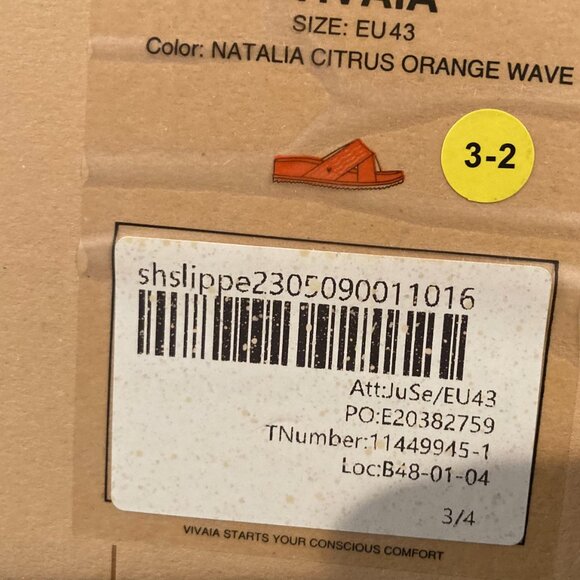 VIVAIA
SIZE: EU43
Color: NATALIA CITRUS ORANGE WAVE
3-2
shslippe2305090011016
Att:JuSe/EU43
PO:E20382759
TNumber:11449945-1
Loc:B48-01-04
3/4
VIVAIA STARTS YOUR CONSCIOUS COMFORT